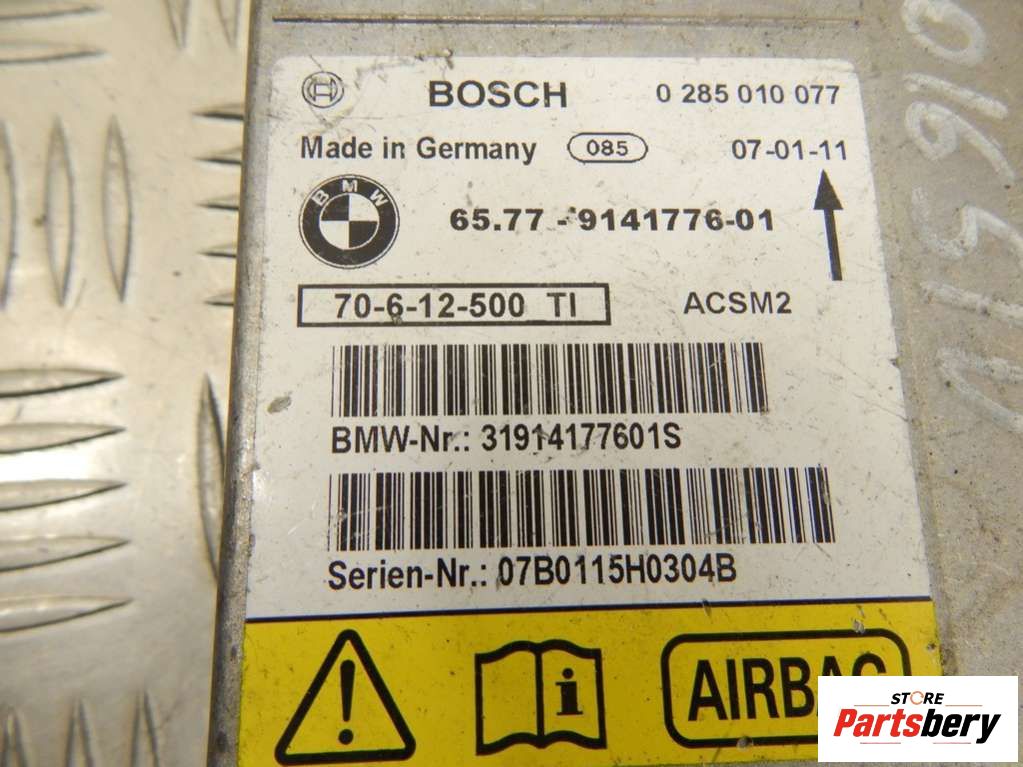 BOSCH 0 285 010 077
Made in Germany 085 07-01-11
BMW 65.77 - 9141776-01
70-6-12-500 TI ACSM2
BMW-Nr.: 31914177601S
Serien-Nr.: 07B0115H0304B
i AIRBAG
STORE
Partsbery